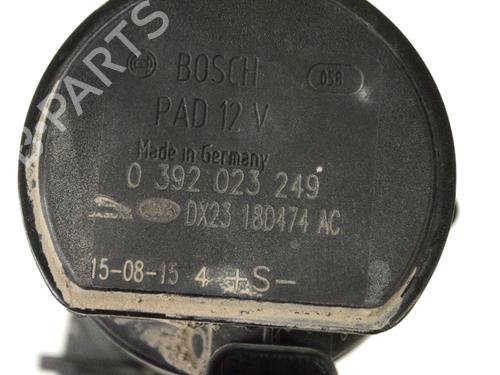 B-PARTS
BOSCH 058
PAD 12 V
Made in Germany
0 392 023 249
DX23 18D474 AC
15-08-15 4 +S-